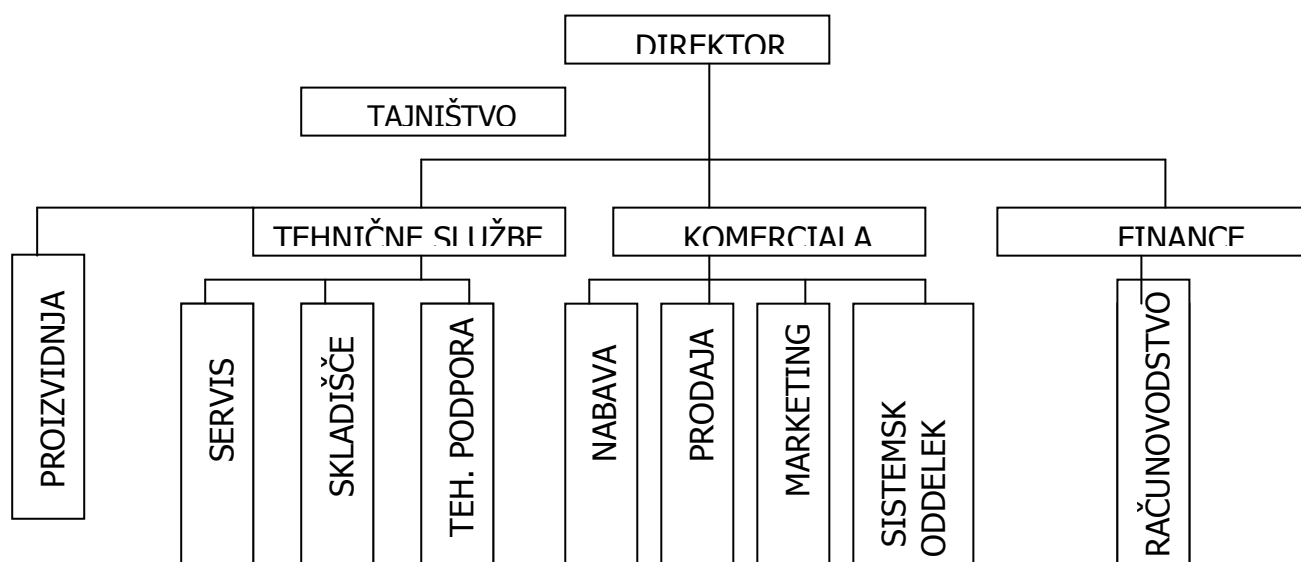 DIREKTOR
TAJNIŠTVO
TEHNIČNE SLUŽBE
KOMERCIALA
FINANCE
PROIZVIDNJA
SERVIS
SKLADIŠČE
TEH. PODPORA
NABAVA
PRODAJA
MARKETING
SISTEMSK
ODDELEK
RAČUNOVODSTVO